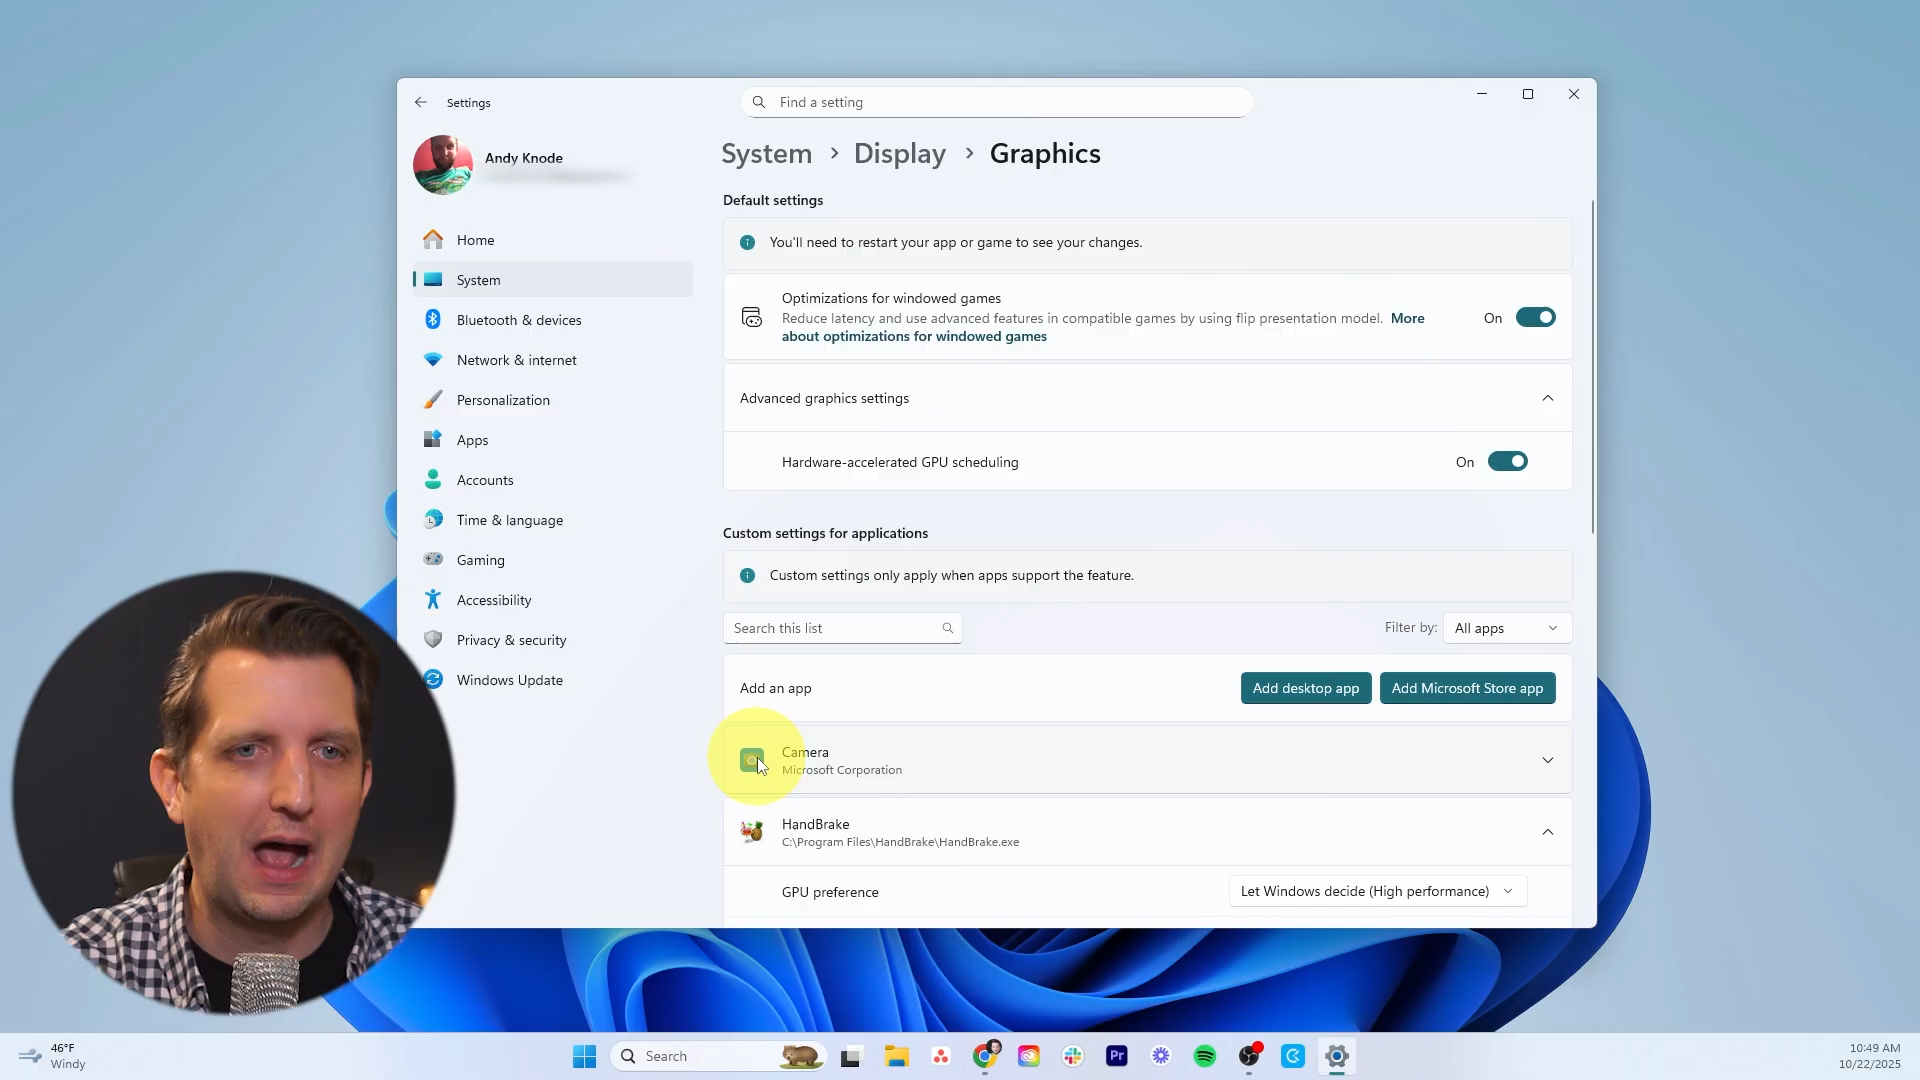 Settings
Find a setting
Andy Knode
System > Display > Graphics
Home
System
Bluetooth & devices
Network & internet
Personalization
Apps
Accounts
Time & language
Gaming
Accessibility
Privacy & security
Windows Update
Default settings
You'll need to restart your app or game to see your changes.
Optimizations for windowed games
Reduce latency and use advanced features in compatible games by using flip presentation model. More
about optimizations for windowed games
On
Advanced graphics settings
Hardware-accelerated GPU scheduling
On
Custom settings for applications
Custom settings only apply when apps support the feature.
Search this list
Filter by: All apps
Add an app
Add desktop app
Add Microsoft Store app
Camera
Microsoft Corporation
HandBrake
C:\Program Files\HandBrake\HandBrake.exe
GPU preference
Let Windows decide (High performance)
46°F
Windy
Search
Pr
10:49 AM
10/22/2025